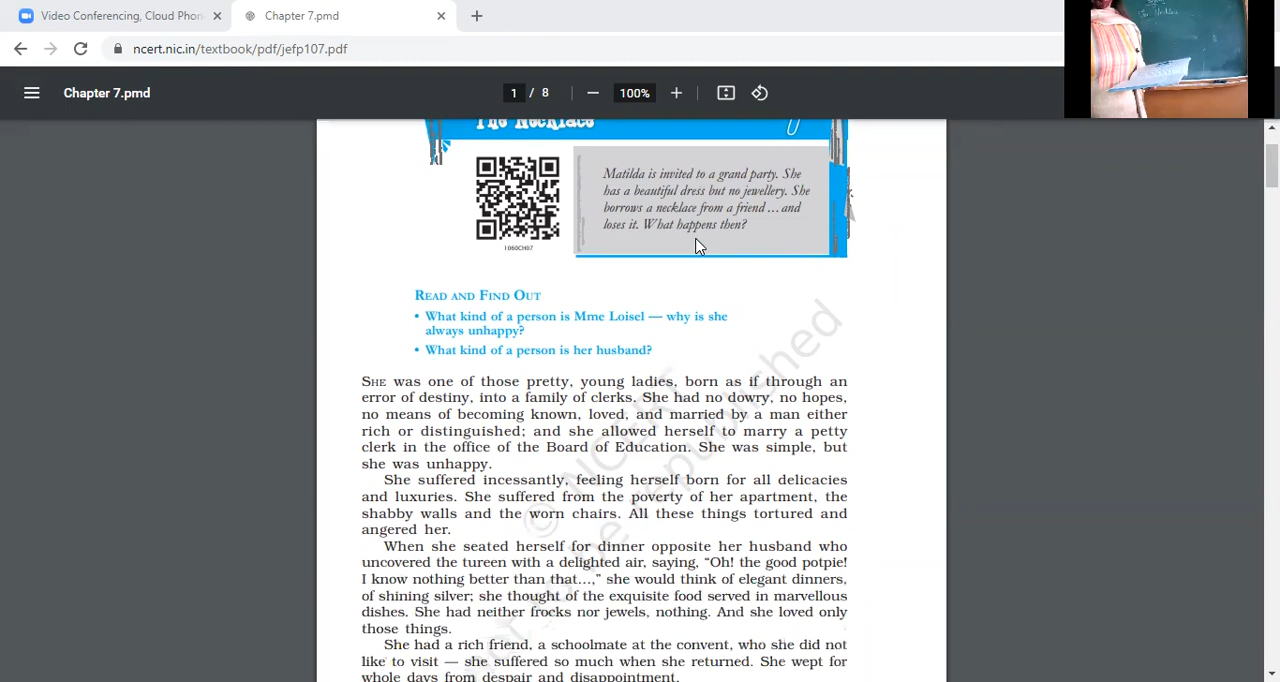 Video Conferencing, Cloud Phon
Chapter 7.pmd
ncert.nic.in/textbook/pdf/jefp107.pdf
Chapter 7.pmd
1 / 8
100%
The Necklace
1060CH07
Matilda is invited to a grand party. She
has a beautiful dress but no jewellery. She
borrows a necklace from a friend ...and
loses it. What happens then?
READ AND FIND OUT
• What kind of a person is Mme Loisel — why is she
always unhappy?
• What kind of a person is her husband?
SHE was one of those pretty, young ladies, born as if through an
error of destiny, into a family of clerks. She had no dowry, no hopes,
no means of becoming known, loved, and married by a man either
rich or distinguished; and she allowed herself to marry a petty
clerk in the office of the Board of Education. She was simple, but
she was unhappy.
She suffered incessantly, feeling herself born for all delicacies
and luxuries. She suffered from the poverty of her apartment, the
shabby walls and the worn chairs. All these things tortured and
angered her.
When she seated herself for dinner opposite her husband who
uncovered the tureen with a delighted air, saying, “Oh! the good potpie!
I know nothing better than that...,” she would think of elegant dinners,
of shining silver; she thought of the exquisite food served in marvellous
dishes. She had neither frocks nor jewels, nothing. And she loved only
those things.
She had a rich friend, a schoolmate at the convent, who she did not
like to visit — she suffered so much when she returned. She wept for
whole days from despair and disappointment.
© NCERT
not to be republished